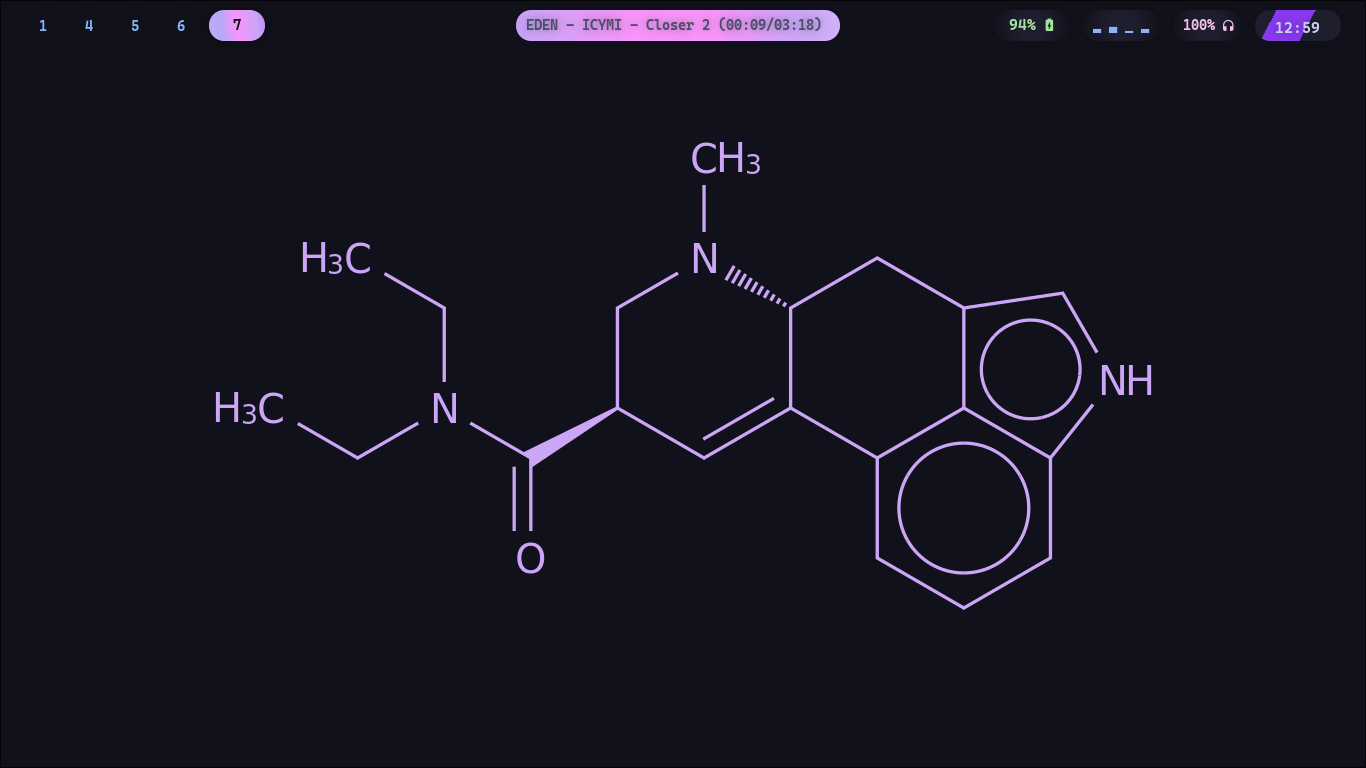 1 4 5 6 7 EDEN - ICYMI - Closer 2 (00:09/03:18) 94% 100% 12:59
CH₃
H₃C
N
NH
H₃C
N
O